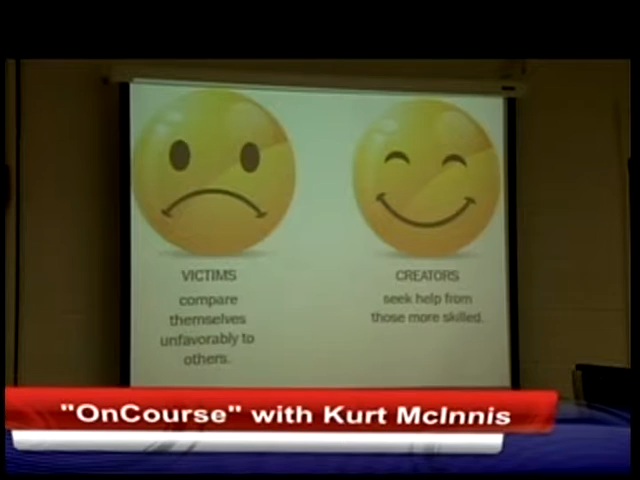 VICTIMS
compare
themselves
unfavorably to
others.
CREATORS
seek help from
those more skilled.
"OnCourse" with Kurt McInnis